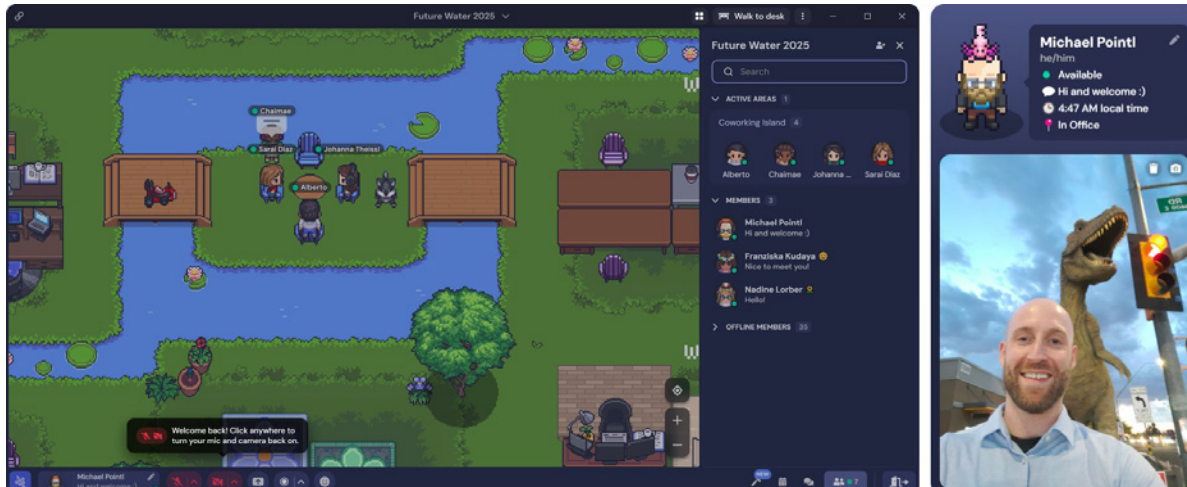 Future Water 2025
Walk to desk
Chaimae
Sarai Diaz
Johanna Theissl
Alberto
W
W
Welcome back! Click anywhere to
turn your mic and camera back on.
Michael Pointl
Hi and welcome :)
NEW
7
Future Water 2025
Search
ACTIVE AREAS 1
Coworking Island 4
Alberto
Chaimae
Johanna ...
Sarai Diaz
MEMBERS 3
Michael Pointl
Hi and welcome :)
Franziska Kudaya
Nice to meet you!
Nadine Lorber
Hello!
OFFLINE MEMBERS 35
Michael Pointl
he/him
Available
Hi and welcome :)
4:47 AM local time
In Office